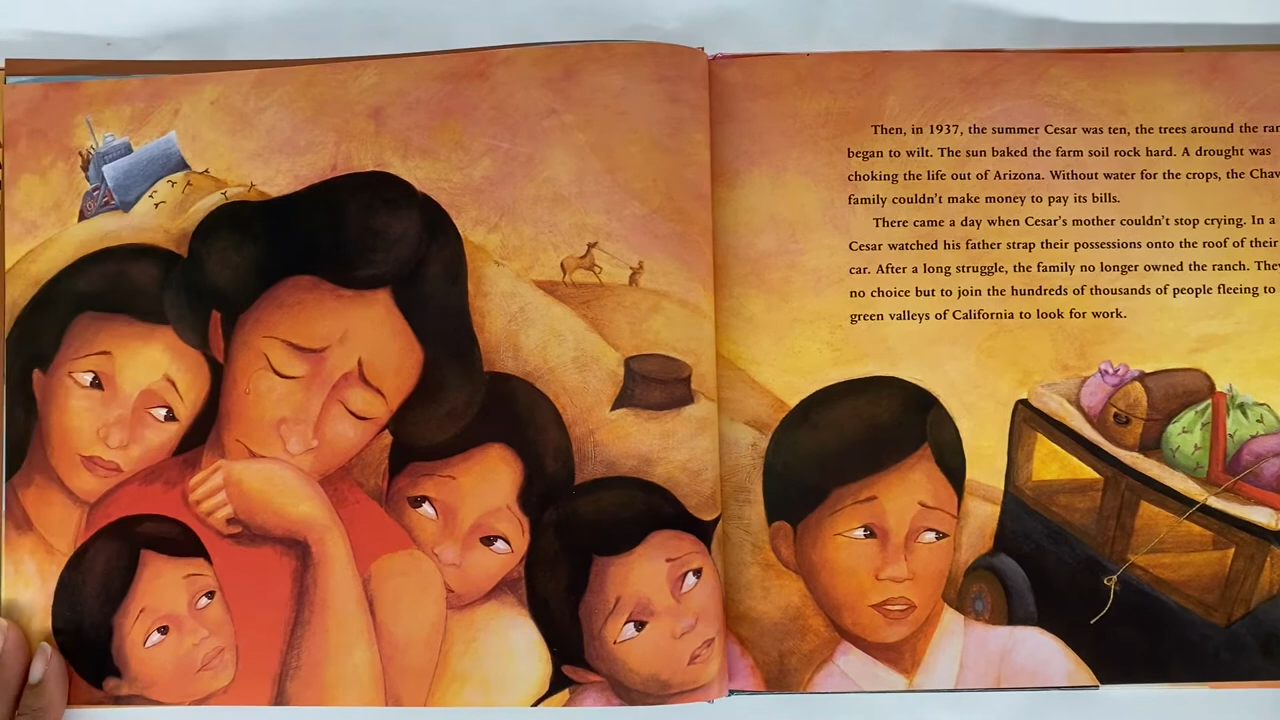 Then, in 1937, the summer Cesar was ten, the trees around the
began to wilt. The sun baked the farm soil rock hard. A drought was
choking the life out of Arizona. Without water for the crops, the
family couldn't make money to pay its bills.
There came a day when Cesar's mother couldn't stop crying. In a
Cesar watched his father strap their possessions onto the roof of their
car. After a long struggle, the family no longer owned the ranch.
no choice but to join the hundreds of thousands of people fleeing to
green valleys of California to look for work.